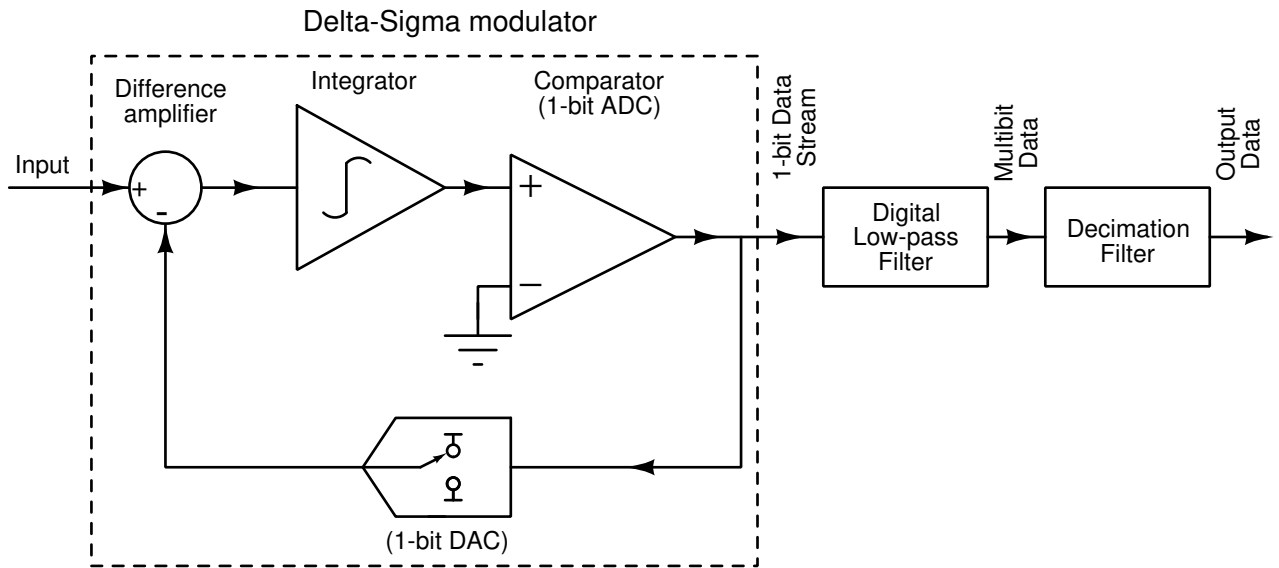 Delta-Sigma modulator
Difference
amplifier
Integrator
Comparator
(1-bit ADC)
1-bit Data
Stream
Multibit
Data
Output
Data
Input
+
-
+
−
Digital
Low-pass
Filter
Decimation
Filter
(1-bit DAC)